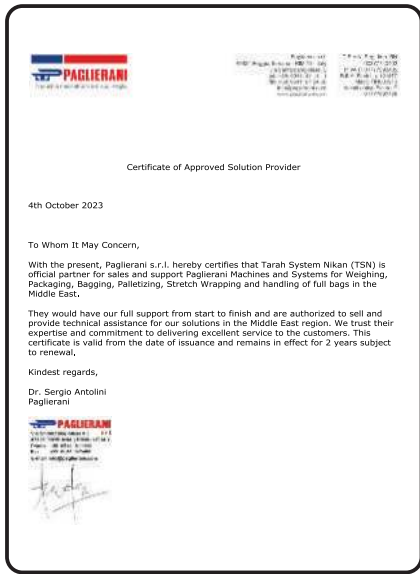 PAGLIERANI
Certificate of Approved Solution Provider
4th October 2023
To Whom It May Concern,
With the present, Paglierani s.r.l. hereby certifies that Tarah System Nikan (TSN) is
official partner for sales and support Paglierani Machines and Systems for Weighing,
Packaging, Bagging, Palletizing, Stretch Wrapping and handling of full bags in the
Middle East.
They would have our full support from start to finish and are authorized to sell and
provide technical assistance for our solutions in the Middle East region. We trust their
expertise and commitment to delivering excellent service to the customers. This
certificate is valid from the date of issuance and remains in effect for 2 years subject
to renewal.
Kindest regards,
Dr. Sergio Antolini
Paglierani
PAGLIERANI